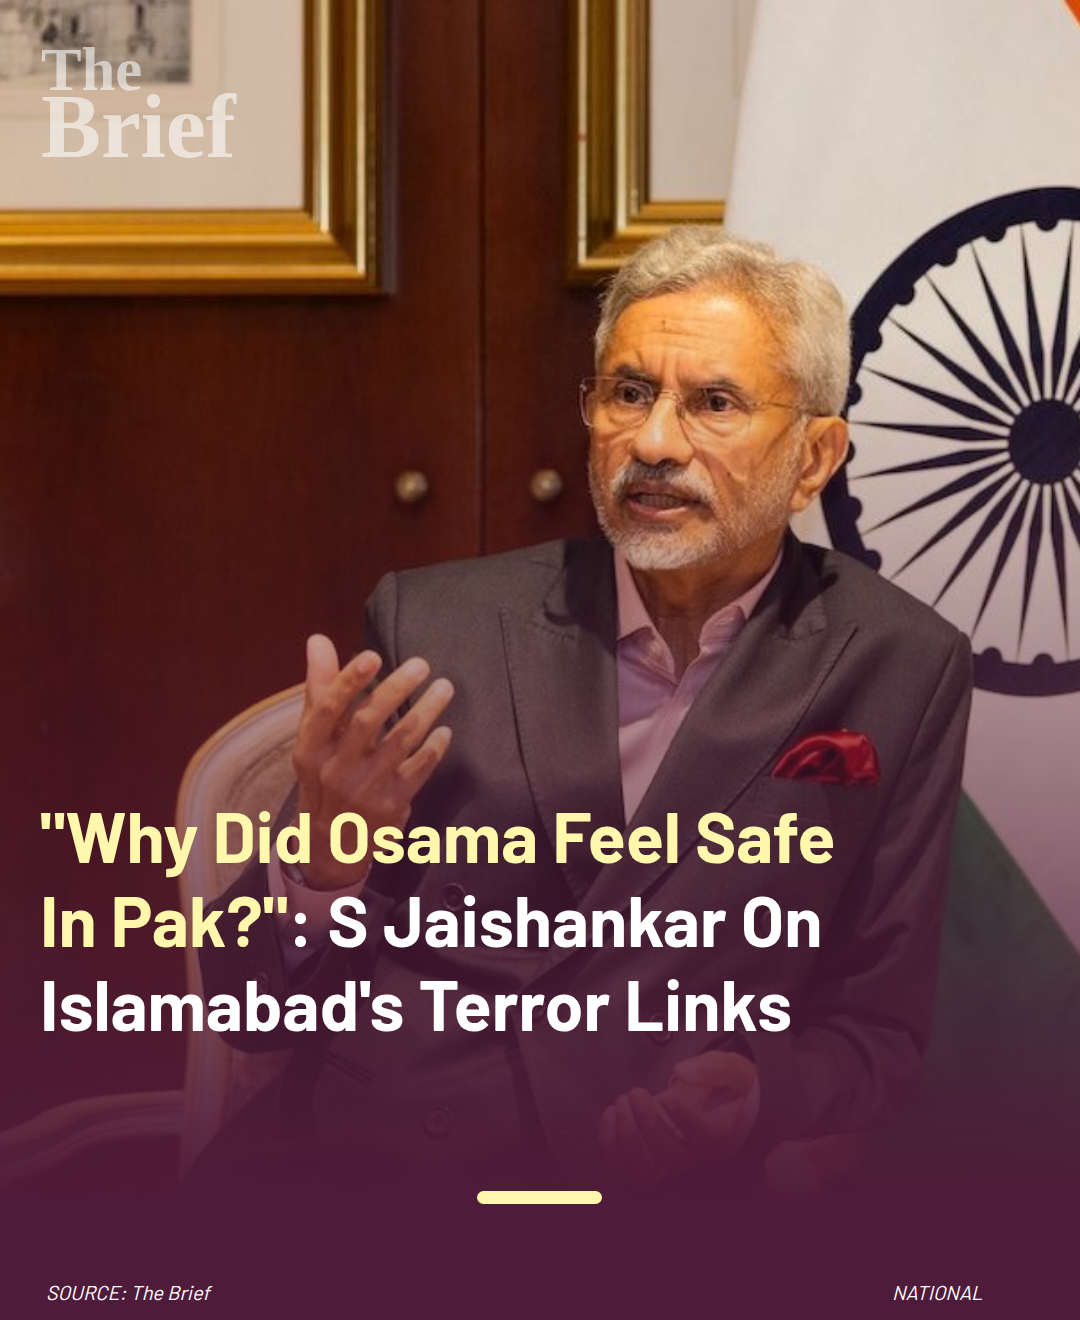 The
Brief
"Why Did Osama Feel Safe
In Pak?": S Jaishankar On
Islamabad's Terror Links
SOURCE: The Brief
NATIONAL